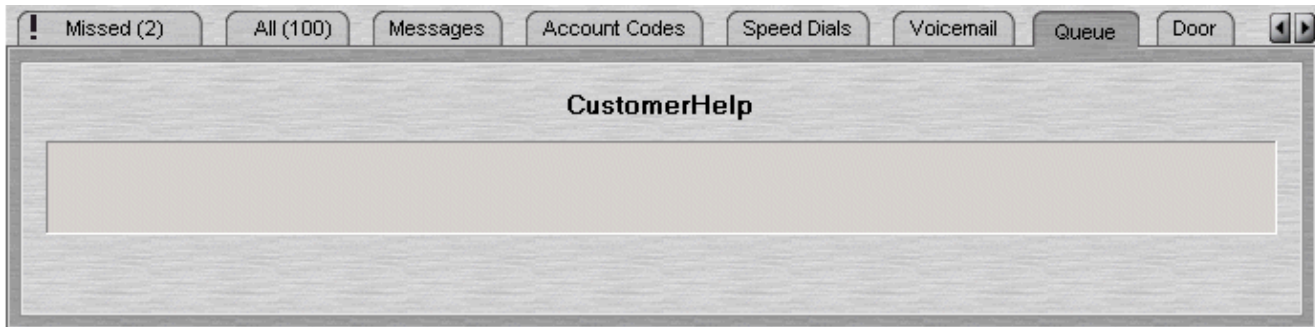 ! Missed (2) All (100) Messages Account Codes Speed Dials Voicemail Queue Door
CustomerHelp